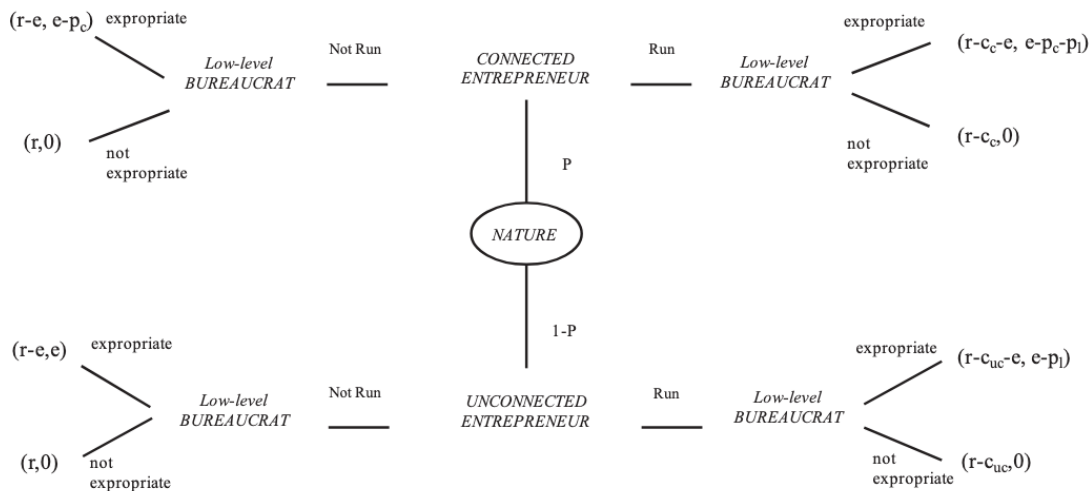 (r-e, e-p_c) expropriate
expropriate
Low-level
BUREAUCRAT
Not Run
CONNECTED
ENTREPRENEUR
Run
Low-level
BUREAUCRAT
(r-c_c-e, e-p_c-p_l)
(r,0)
not
expropriate
not
expropriate
(r-c_c,0)
P
NATURE
1-P
(r-e,e)
expropriate
expropriate
(r-c_uc-e, e-p_l)
Low-level
BUREAUCRAT
Not Run
UNCONNECTED
ENTREPRENEUR
Run
Low-level
BUREAUCRAT
(r,0)
not
expropriate
not
expropriate
(r-c_uc,0)